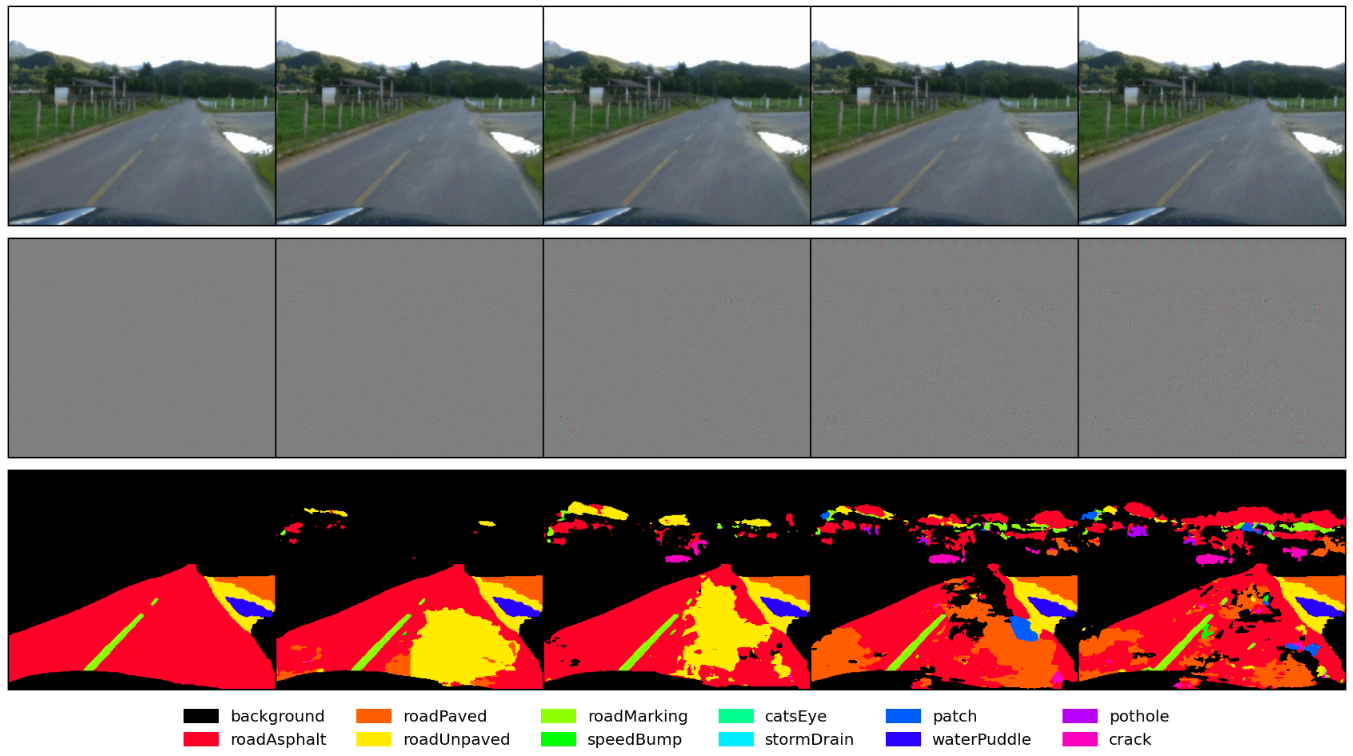 background roadPaved roadMarking catsEye patch pothole
roadAsphalt roadUnpaved speedBump stormDrain waterPuddle crack